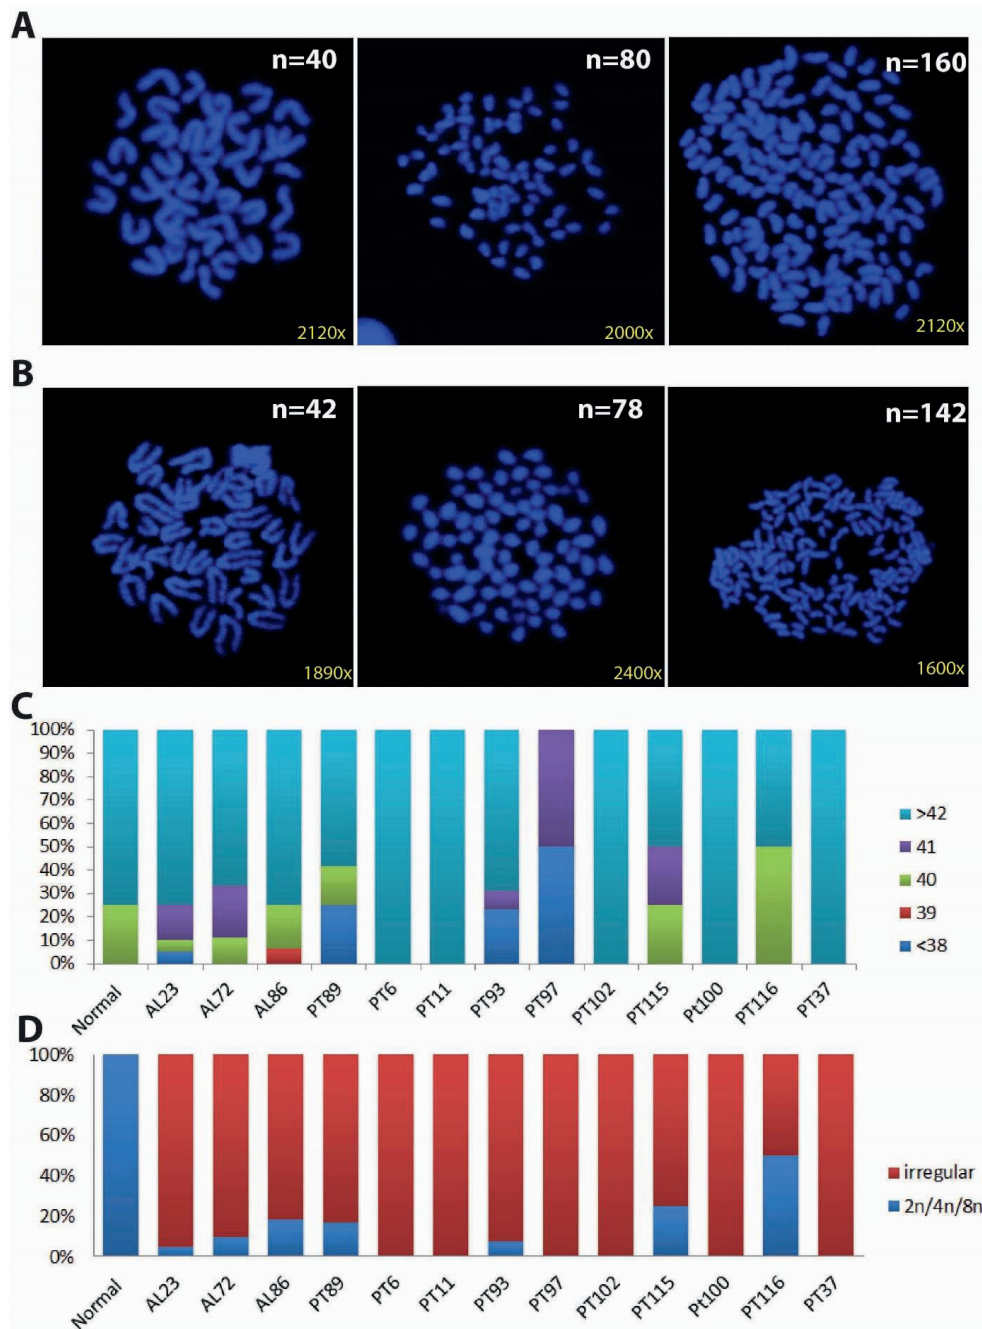 A
n=40
n=80
n=160
2120x
2000x
2120x
B
n=42
n=78
n=142
1890x
2400x
1600x
C
100%
90%
80%
70%
60%
50%
40%
30%
20%
10%
0%
>42
41
40
39
<38
Normal
AL23
AL72
AL86
PT89
PT6
PT11
PT93
PT97
PT102
PT115
Pt100
PT116
PT37
D
100%
80%
60%
40%
20%
0%
irregular
2n/4n/8n
Normal
AL23
AL72
AL86
PT89
PT6
PT11
PT93
PT97
PT102
PT115
Pt100
PT116
PT37